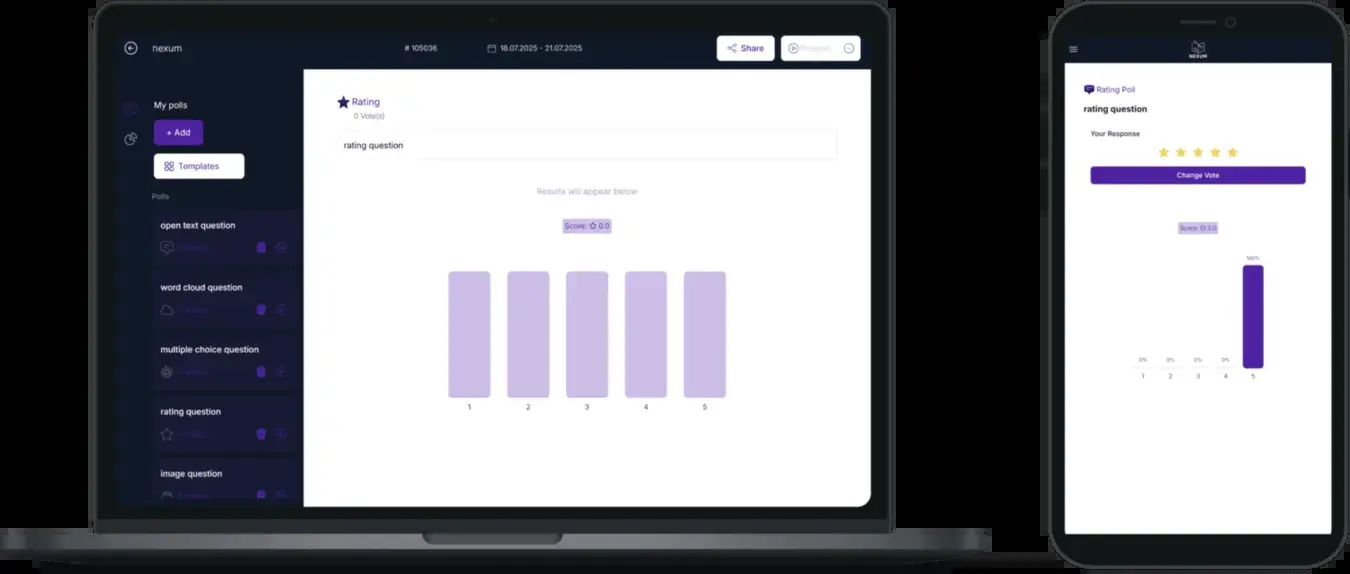 nexum
# 105036
18.07.2025 - 21.07.2025
Share
My polls
+ Add
Templates
Polls
open text question
word cloud question
multiple choice question
rating question
image question
Rating
0 Vote(s)
rating question
Results will appear below
Score: 0.0
1 2 3 4 5
NEXUM
Rating Poll
rating question
Your Response
Change Vote
Score: 5.0
100%
0% 0% 0% 0%
1 2 3 4 5